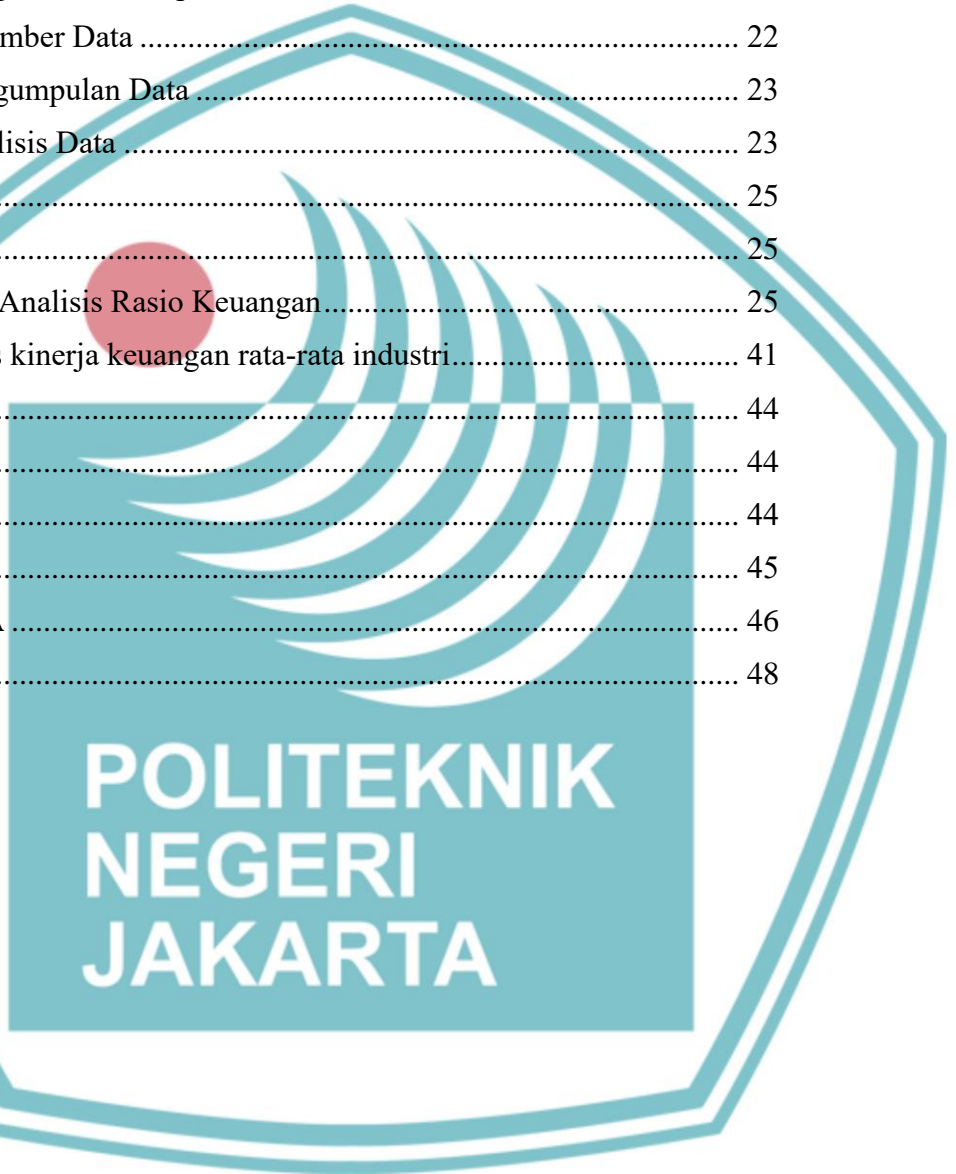 mber Data ........................................................................... 22
gumpulan Data .................................................................... 23
lisis Data ............................................................................. 23
........................................................................................... 25
........................................................................................... 25
Analisis Rasio Keuangan.................................................... 25
s kinerja keuangan rata-rata industri.................................... 41
........................................................................................... 44
........................................................................................... 44
........................................................................................... 44
........................................................................................... 45
A ........................................................................................... 46
........................................................................................... 48
POLITEKNIK
NEGERI
JAKARTA